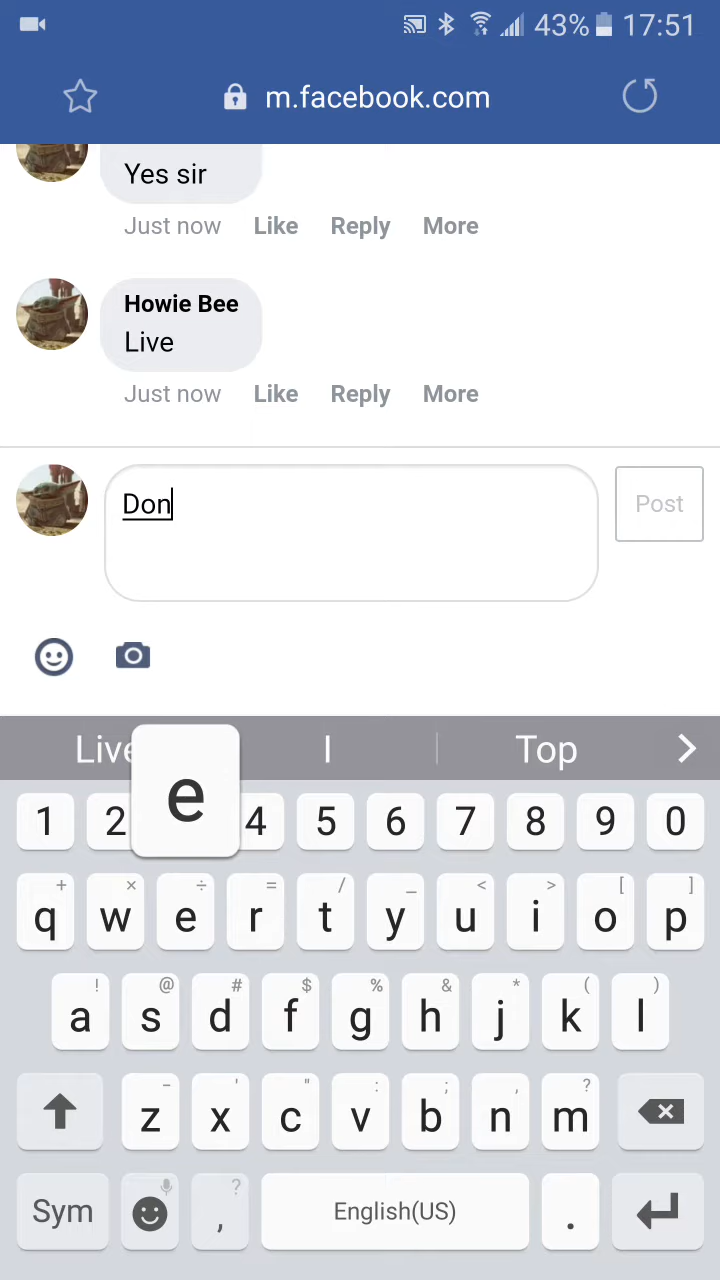 43% 17:51
m.facebook.com
Yes sir
Just now Like Reply More
Howie Bee
Live
Just now Like Reply More
Don
Post
Live I Top
e
1 2 4 5 6 7 8 9 0
+ × ÷ = / _ < > [ ]
q w e r t y u i o p
! @ # $ % & * ( )
a s d f g h j k l
- ' " : ; , ?
z x c v b n m
?
Sym , English(US) .